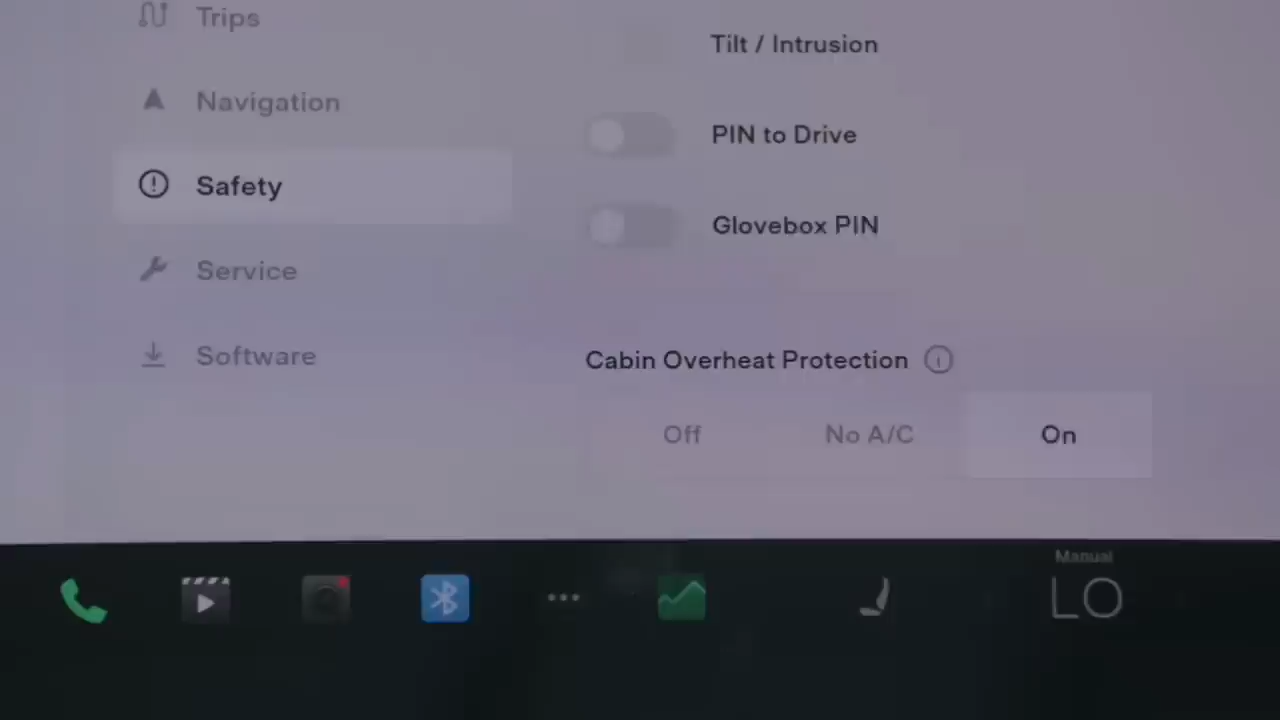 Trips
Navigation
Safety
Service
Software
Tilt / Intrusion
PIN to Drive
Glovebox PIN
Cabin Overheat Protection
Off
No A/C
On
Manual
LO